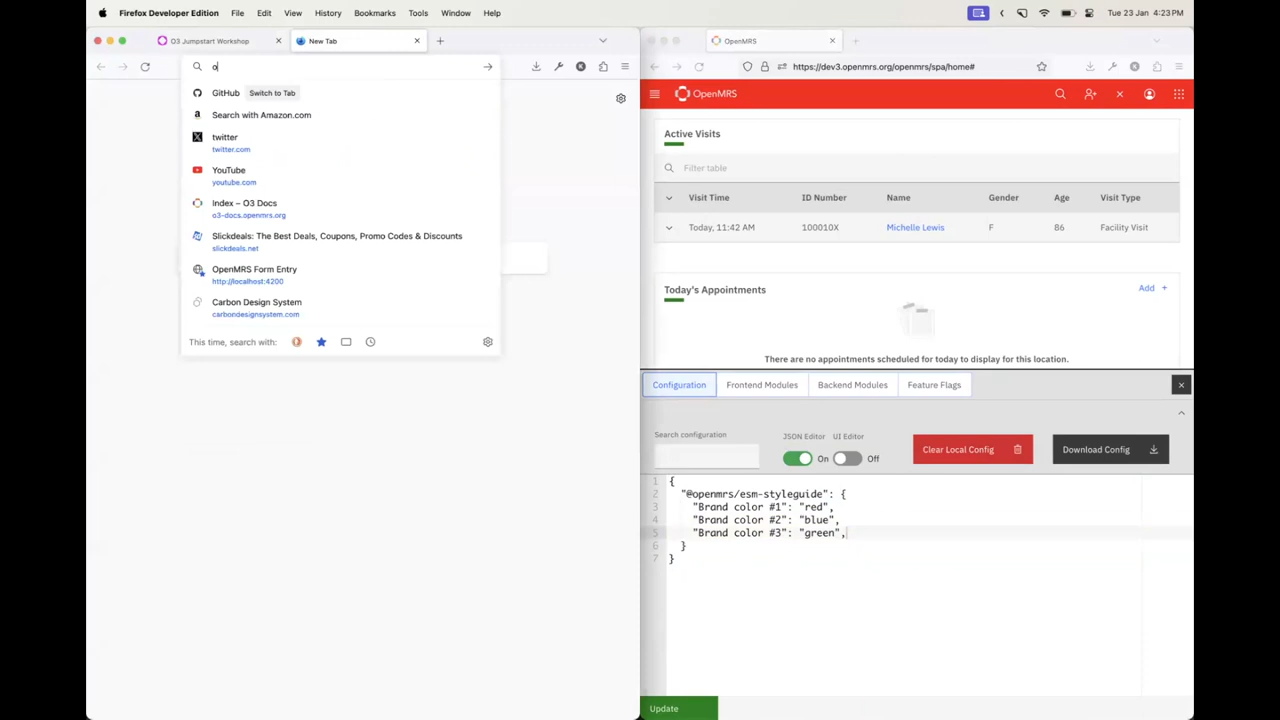 Firefox Developer Edition File Edit View History Bookmarks Tools Window Help
Tue 23 Jan 4:23 PM
O3 Jumpstart Workshop
New Tab
o
GitHub Switch to Tab
Search with Amazon.com
twitter
twitter.com
YouTube
youtube.com
Index – O3 Docs
o3-docs.openmrs.org
Slickdeals: The Best Deals, Coupons, Promo Codes & Discounts
slickdeals.net
OpenMRS Form Entry
http://localhost:4200
Carbon Design System
carbondesignsystem.com
This time, search with:
OpenMRS
https://dev3.openmrs.org/openmrs/spa/home#
OpenMRS
Active Visits
Filter table
Visit Time ID Number Name Gender Age Visit Type
Today, 11:42 AM 100010X Michelle Lewis F 86 Facility Visit
Today's Appointments
Add +
There are no appointments scheduled for today to display for this location.
Configuration Frontend Modules Backend Modules Feature Flags
Search configuration
JSON Editor UI Editor
On Off
Clear Local Config
Download Config
1 {
2 "@openmrs/esm-styleguide": {
3 "Brand color #1": "red",
4 "Brand color #2": "blue",
5 "Brand color #3": "green",
6 }
7 }
Update